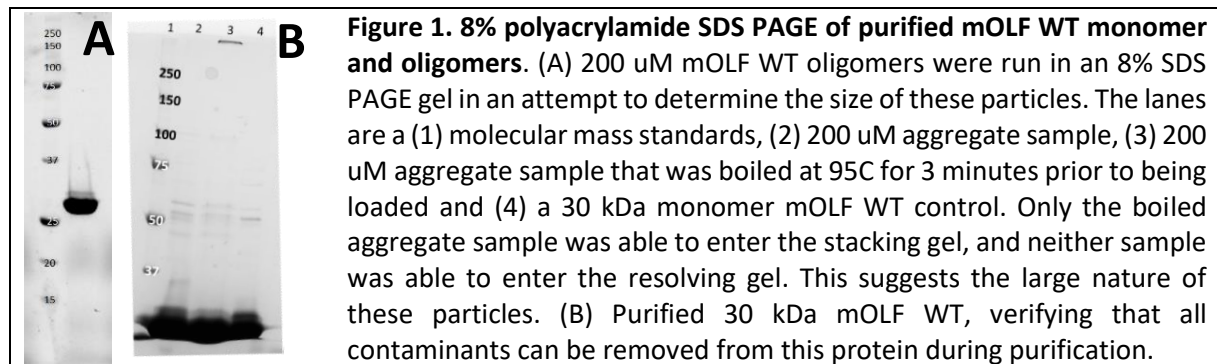 250
150
100
75
50
37
25
20
15
A
1 2 3 4
B
250
150
100
75
50
37
Figure 1. 8% polyacrylamide SDS PAGE of purified mOLF WT monomer
and oligomers. (A) 200 uM mOLF WT oligomers were run in an 8% SDS
PAGE gel in an attempt to determine the size of these particles. The lanes
are a (1) molecular mass standards, (2) 200 uM aggregate sample, (3) 200
uM aggregate sample that was boiled at 95C for 3 minutes prior to being
loaded and (4) a 30 kDa monomer mOLF WT control. Only the boiled
aggregate sample was able to enter the stacking gel, and neither sample
was able to enter the resolving gel. This suggests the large nature of
these particles. (B) Purified 30 kDa mOLF WT, verifying that all
contaminants can be removed from this protein during purification.